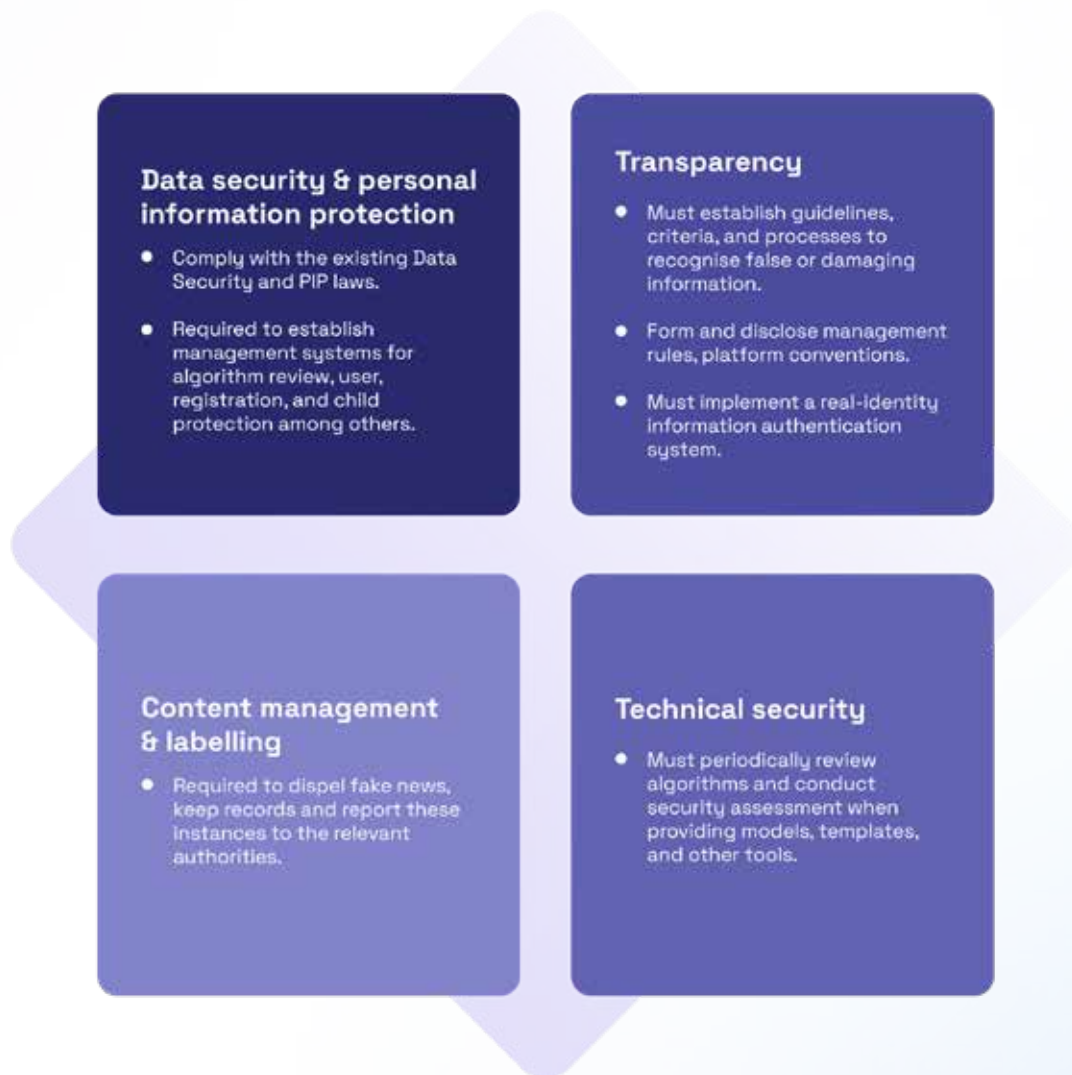 Data security & personal
information protection
● Comply with the existing Data
Security and PIP laws.
● Required to establish
management systems for
algorithm review, user,
registration, and child
protection among others.
Transparency
● Must establish guidelines,
criteria, and processes to
recognise false or damaging
information.
● Form and disclose management
rules, platform conventions.
● Must implement a real-identity
information authentication
system.
Content management
& labelling
● Required to dispel fake news,
keep records and report these
instances to the relevant
authorities.
Technical security
● Must periodically review
algorithms and conduct
security assessment when
providing models, templates,
and other tools.